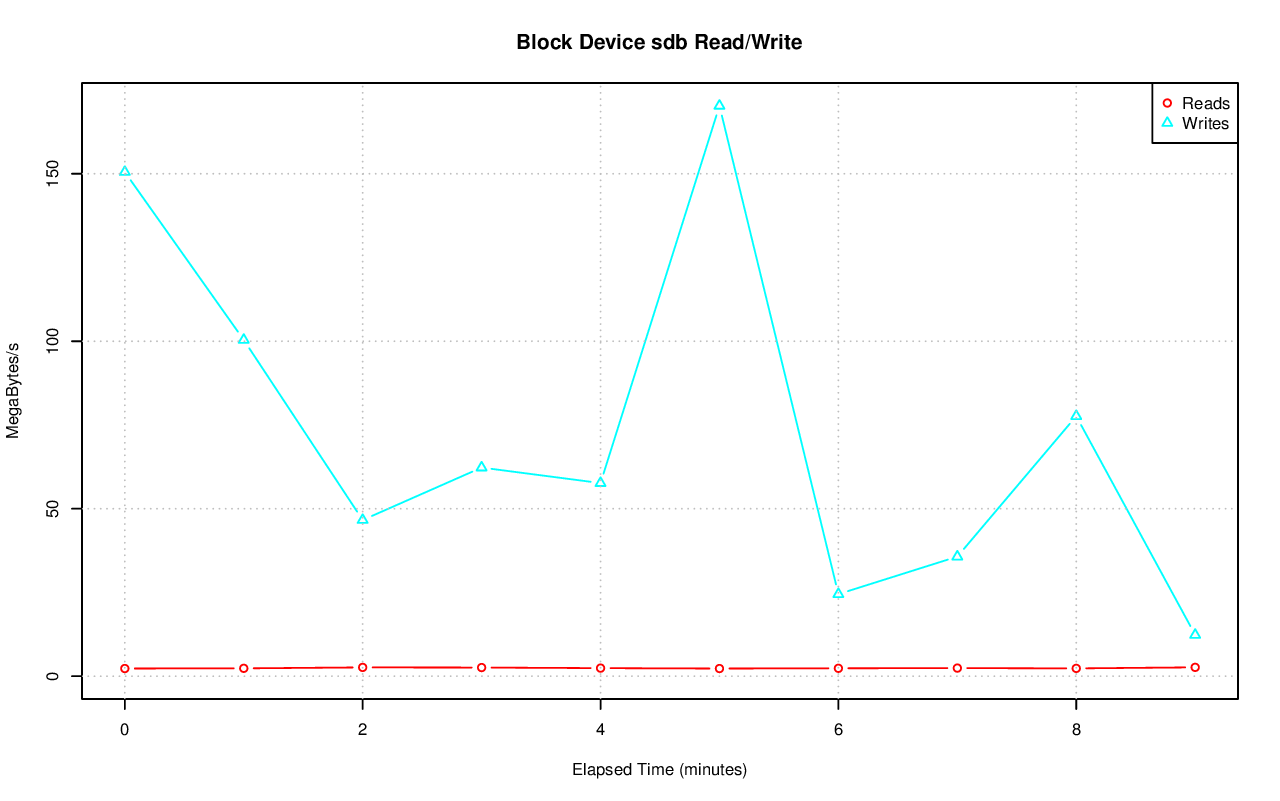 Block Device sdb Read/Write
Reads
Writes
MegaBytes/s
150
100
50
0
0 2 4 6 8
Elapsed Time (minutes)